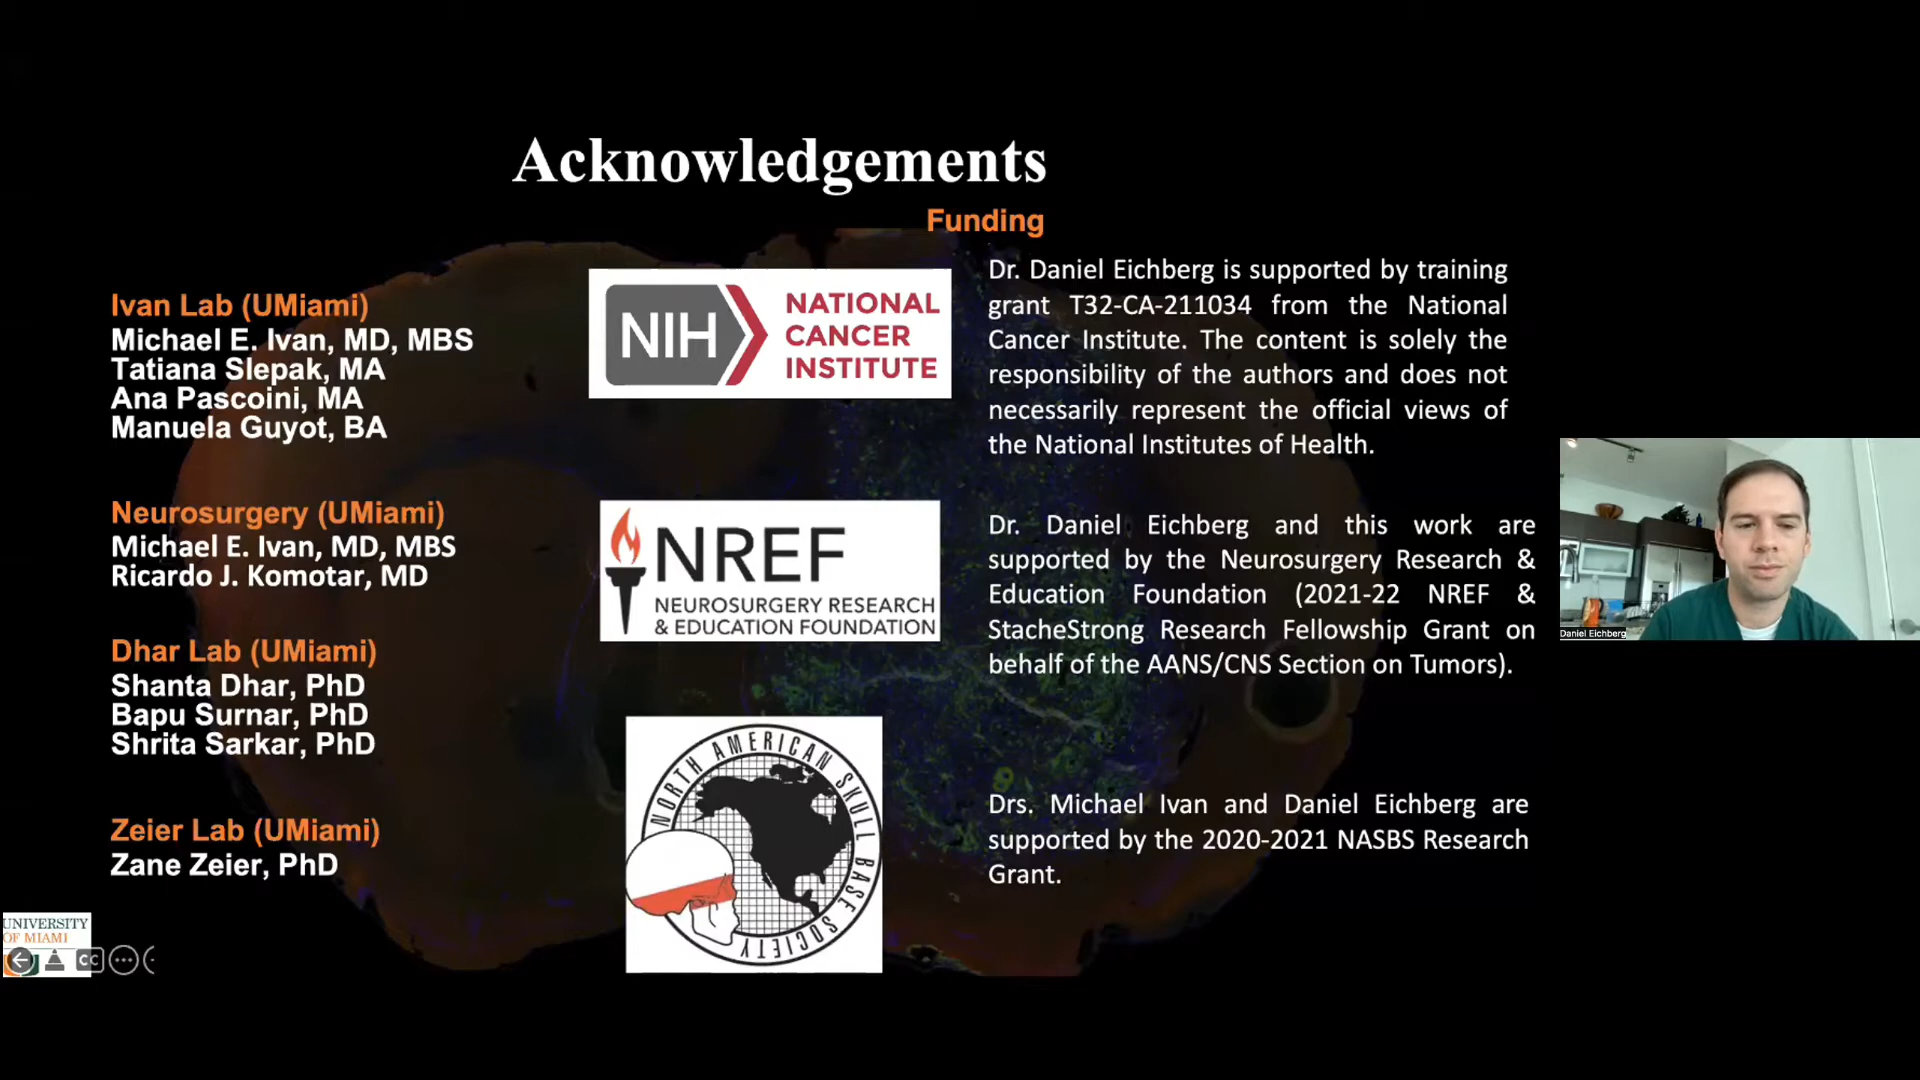 Acknowledgements
Funding
Ivan Lab (UMiami)
Michael E. Ivan, MD, MBS
Tatiana Slepak, MA
Ana Pascoini, MA
Manuela Guyot, BA
Neurosurgery (UMiami)
Michael E. Ivan, MD, MBS
Ricardo J. Komotar, MD
Dhar Lab (UMiami)
Shanta Dhar, PhD
Bapu Surnar, PhD
Shrita Sarkar, PhD
Zeier Lab (UMiami)
Zane Zeier, PhD
NIH
NATIONAL
CANCER
INSTITUTE
NREF
NEUROSURGERY RESEARCH
& EDUCATION FOUNDATION
NORTH AMERICAN SKULL BASE SOCIETY
Dr. Daniel Eichberg is supported by training
grant T32-CA-211034 from the National
Cancer Institute. The content is solely the
responsibility of the authors and does not
necessarily represent the official views of
the National Institutes of Health.
Dr. Daniel Eichberg and this work are
supported by the Neurosurgery Research &
Education Foundation (2021-22 NREF &
StacheStrong Research Fellowship Grant on
behalf of the AANS/CNS Section on Tumors).
Drs. Michael Ivan and Daniel Eichberg are
supported by the 2020-2021 NASBS Research
Grant.
Daniel Eichberg
UNIVERSITY
OF MIAMI
CC